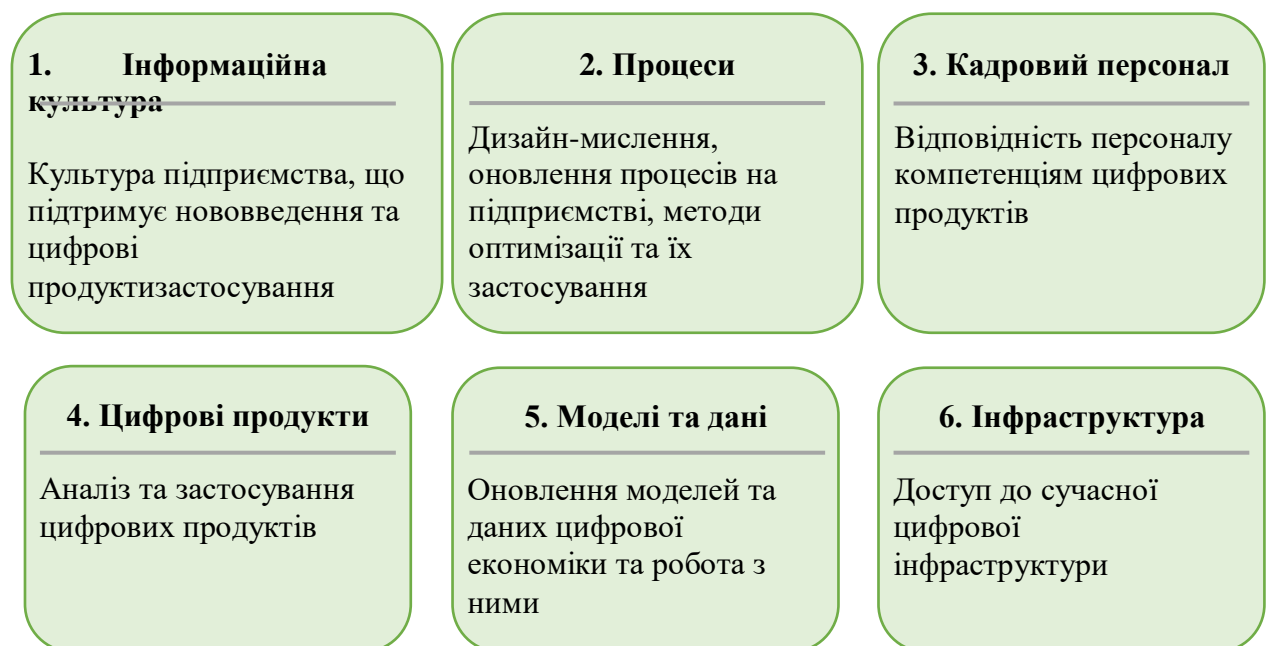 1. Інформаційна
культура
Культура підприємства, що
підтримує нововведення та
цифрові
продуктизастосування
2. Процеси
Дизайн-мислення,
оновлення процесів на
підприємстві, методи
оптимізації та їх
застосування
3. Кадровий персонал
Відповідність персоналу
компетенціям цифрових
продуктів
4. Цифрові продукти
Аналіз та застосування
цифрових продуктів
5. Моделі та дані
Оновлення моделей та
даних цифрової
економіки та робота з
ними
6. Інфраструктура
Доступ до сучасної
цифрової
інфраструктури